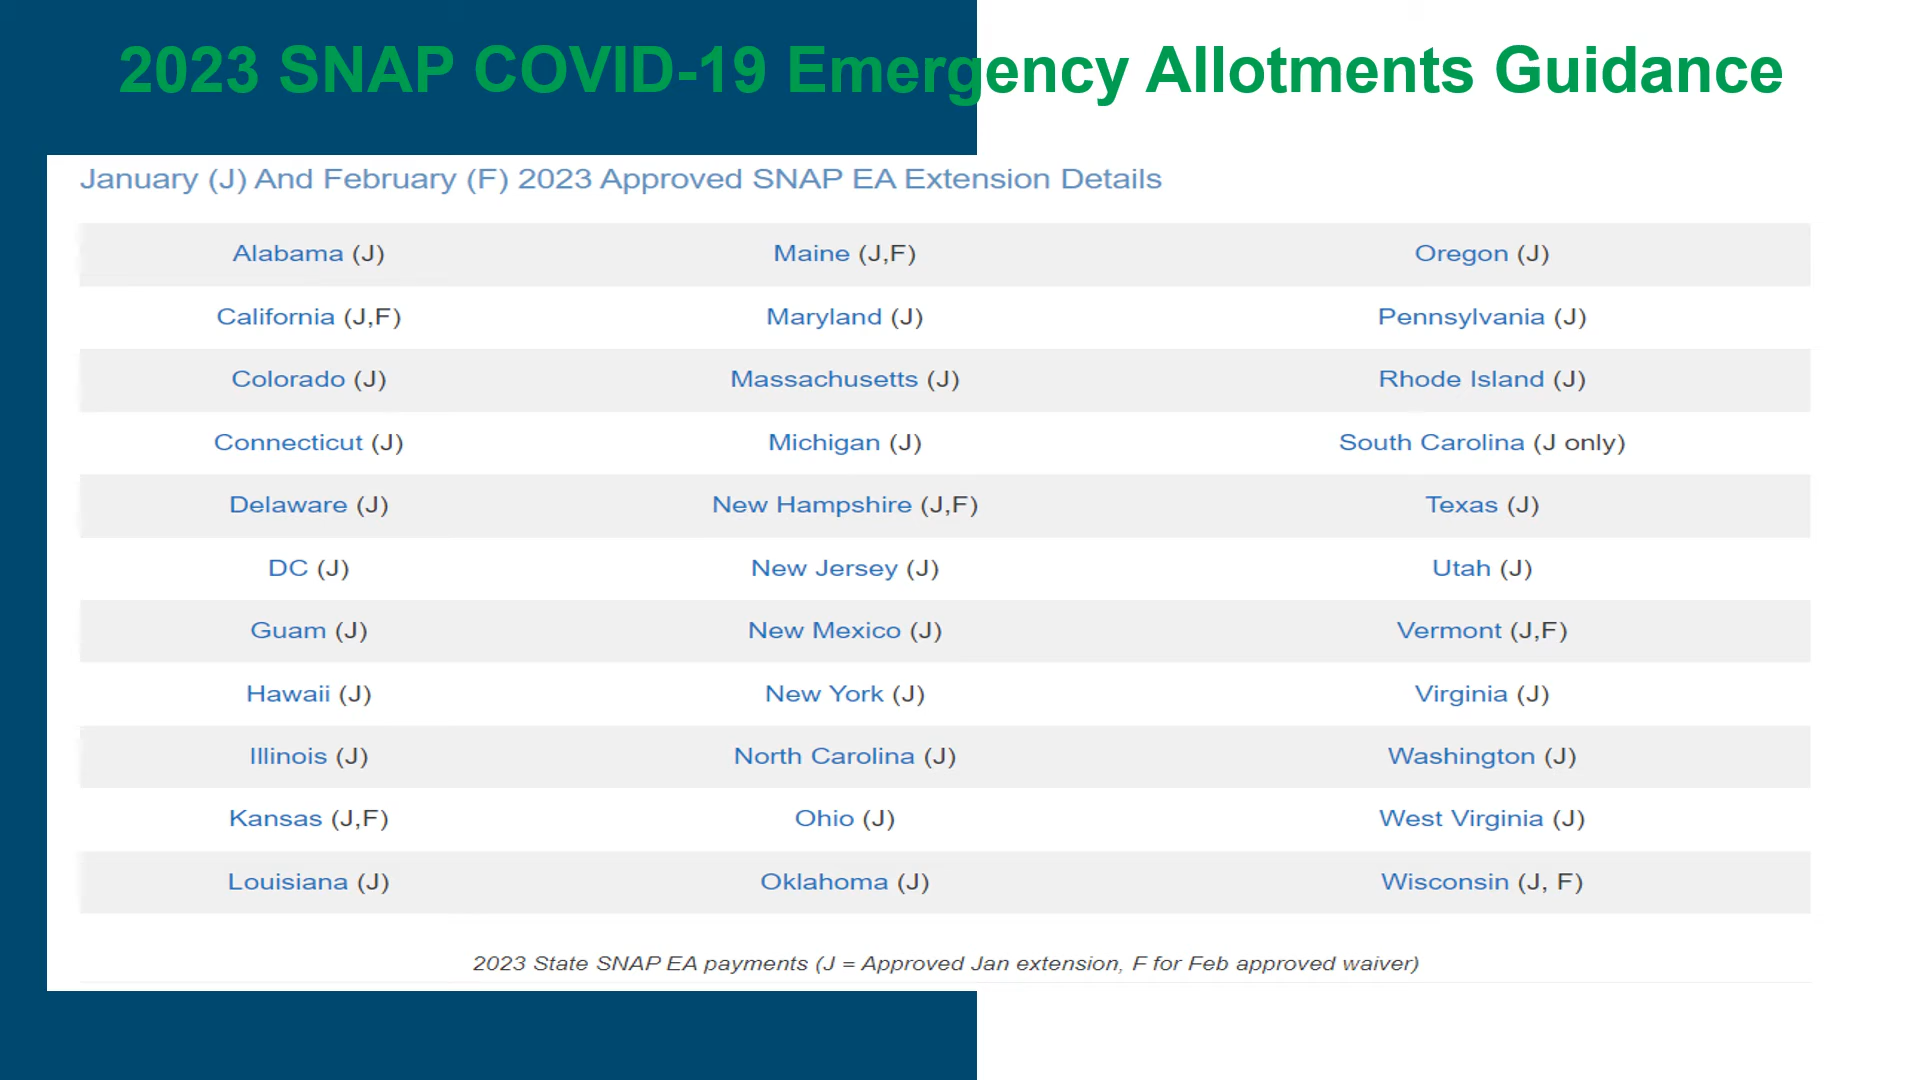 2023 SNAP COVID-19 Emergency Allotments Guidance
January (J) And February (F) 2023 Approved SNAP EA Extension Details
Alabama (J) Maine (J,F) Oregon (J)
California (J,F) Maryland (J) Pennsylvania (J)
Colorado (J) Massachusetts (J) Rhode Island (J)
Connecticut (J) Michigan (J) South Carolina (J only)
Delaware (J) New Hampshire (J,F) Texas (J)
DC (J) New Jersey (J) Utah (J)
Guam (J) New Mexico (J) Vermont (J,F)
Hawaii (J) New York (J) Virginia (J)
Illinois (J) North Carolina (J) Washington (J)
Kansas (J,F) Ohio (J) West Virginia (J)
Louisiana (J) Oklahoma (J) Wisconsin (J, F)
2023 State SNAP EA payments (J = Approved Jan extension, F for Feb approved waiver)